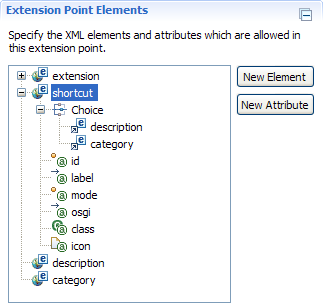 Extension Point Elements
Specify the XML elements and attributes which are allowed in
this extension point.
extension
shortcut
Choice
description
category
id
label
mode
osgi
class
icon
description
category
New Element
New Attribute